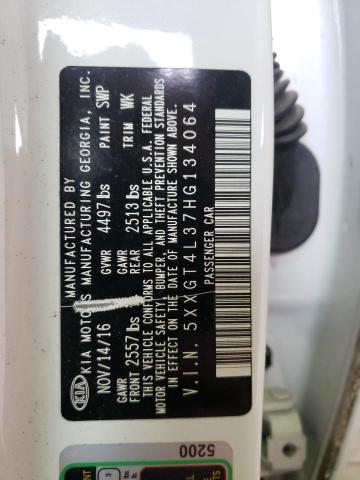 MANUFACTURED BY
KIA KIA MOTORS MANUFACTURING GEORGIA, INC.
NOV/14/16 GVWR 4497lbs PAINT SWP
GAWR FRONT 2557 lbs GAWR REAR 2513 lbs TRIM WK
THIS VEHICLE CONFORMS TO ALL APPLICABLE U.S.A. FEDERAL
MOTOR VEHICLE SAFETY, BUMPER, AND THEFT PREVENTION STANDARDS
IN EFFECT ON THE DATE OF MANUFACTURE SHOWN ABOVE.
V.I.N. 5XXGT4L37HG134064
PASSENGER CAR
5200